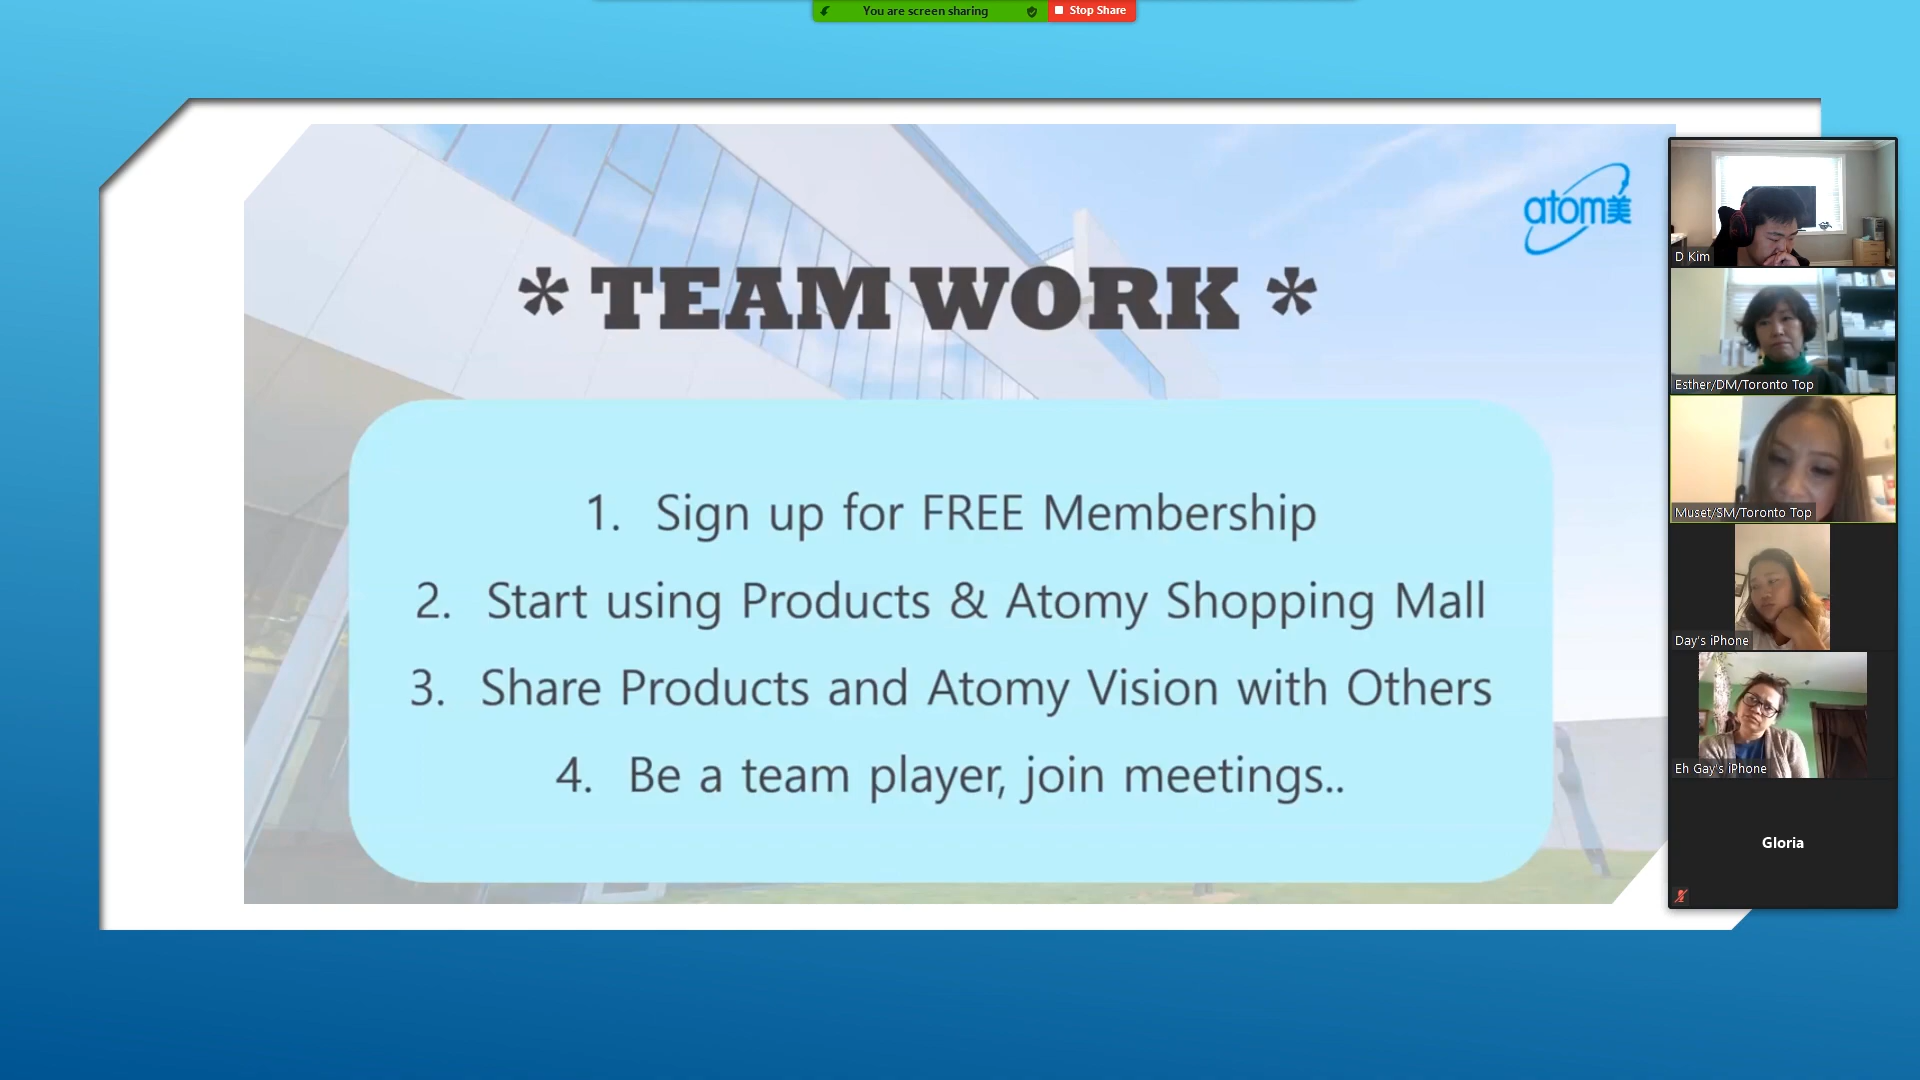 You are screen sharing
Stop Share
atom美
* TEAM WORK *
1. Sign up for FREE Membership
2. Start using Products & Atomy Shopping Mall
3. Share Products and Atomy Vision with Others
4. Be a team player, join meetings..
D Kim
Esther/DM/Toronto Top
Muset/SM/Toronto Top
Day's iPhone
Eh Gay's iPhone
Gloria